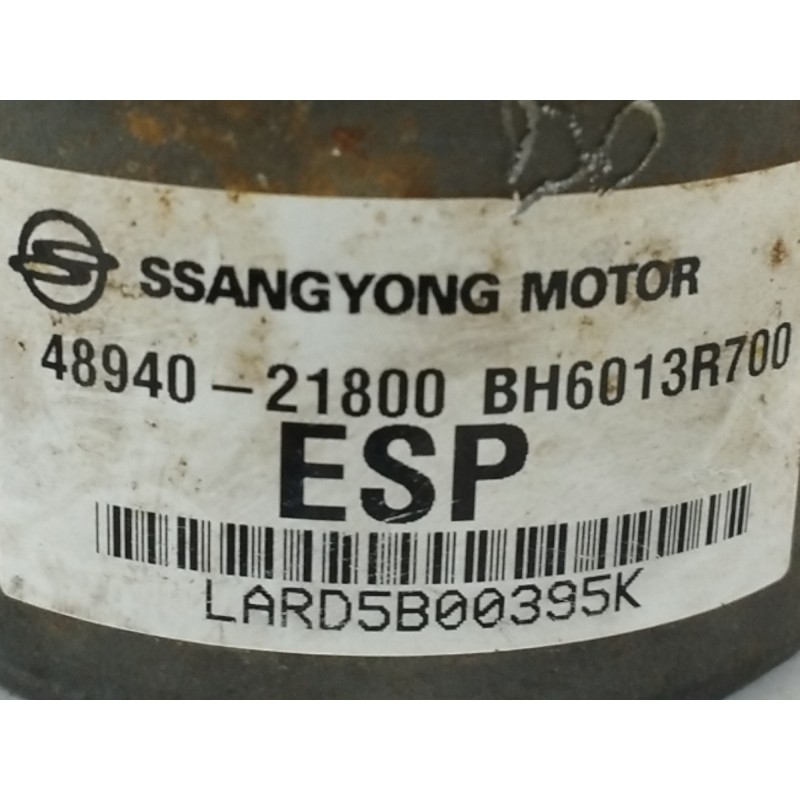 SSANGYONG MOTOR
48940-21800 BH6013R700
ESP
LARD5B00395K